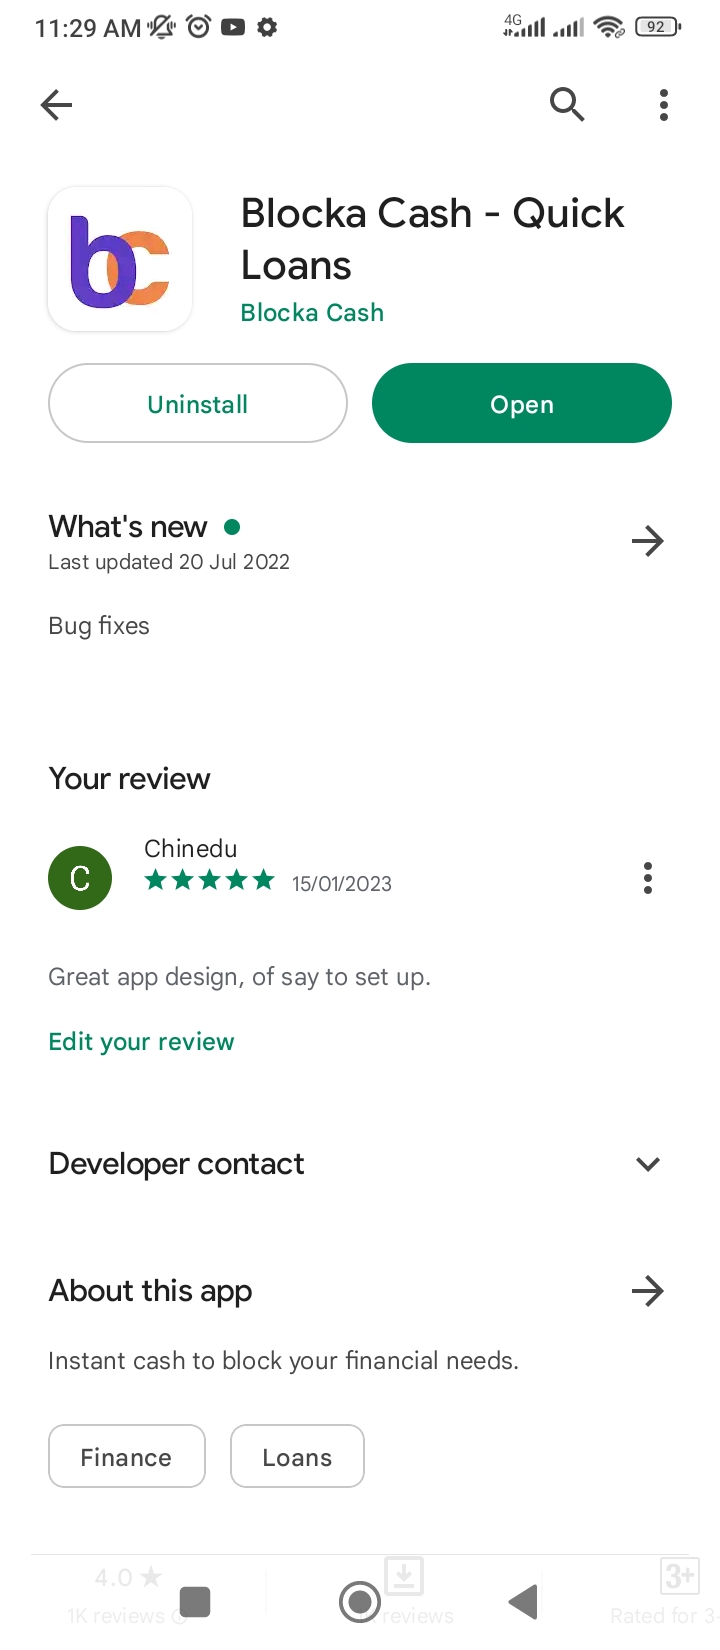 11:29 AM
4G
92
bc
Blocka Cash - Quick
Loans
Blocka Cash
Uninstall
Open
What's new
Last updated 20 Jul 2022
Bug fixes
Your review
C
Chinedu
15/01/2023
Great app design, of say to set up.
Edit your review
Developer contact
About this app
Instant cash to block your financial needs.
Finance
Loans
4.0
3+
1K reviews
reviews
Rated for 3